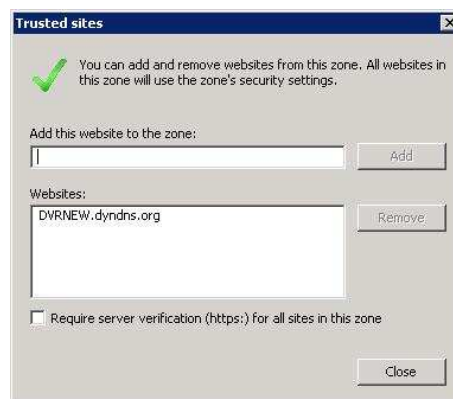 Trusted sites
You can add and remove websites from this zone. All websites in
this zone will use the zone's security settings.
Add this website to the zone:
Add
Websites:
DVRNEW.dyndns.org
Remove
Require server verification (https:) for all sites in this zone
Close